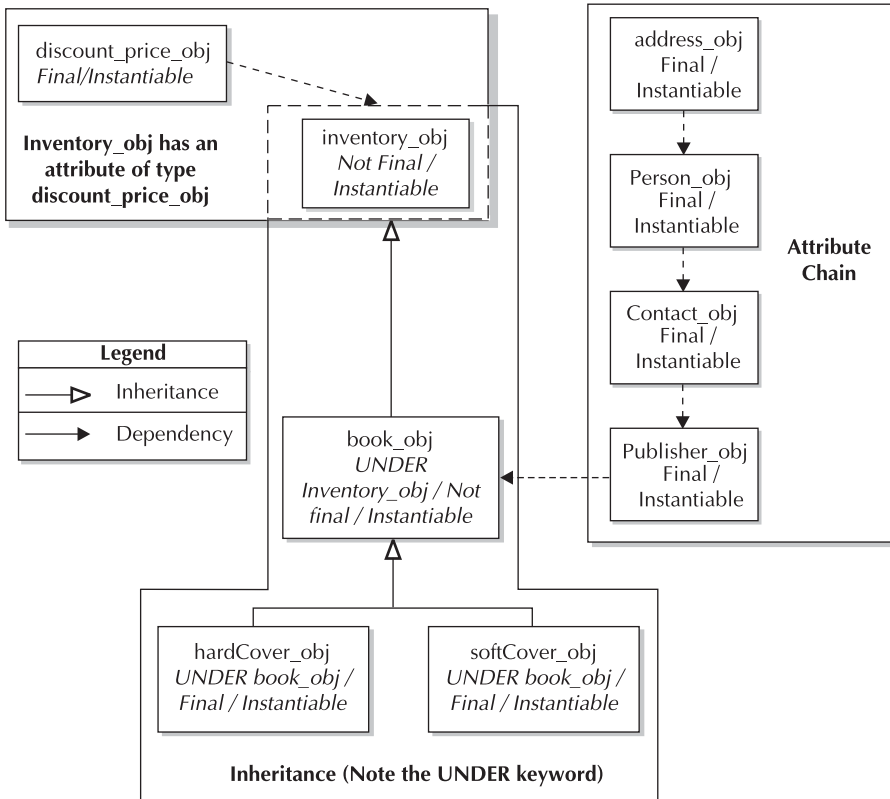 discount_price_obj
Final/Instantiable
Inventory_obj has an
attribute of type
discount_price_obj
inventory_obj
Not Final /
Instantiable
address_obj
Final /
Instantiable
Person_obj
Final /
Instantiable
Contact_obj
Final /
Instantiable
Publisher_obj
Final /
Instantiable
Attribute
Chain
Legend
Inheritance
Dependency
book_obj
UNDER
Inventory_obj / Not
final / Instantiable
hardCover_obj
UNDER book_obj /
Final / Instantiable
softCover_obj
UNDER book_obj /
Final / Instantiable
Inheritance (Note the UNDER keyword)